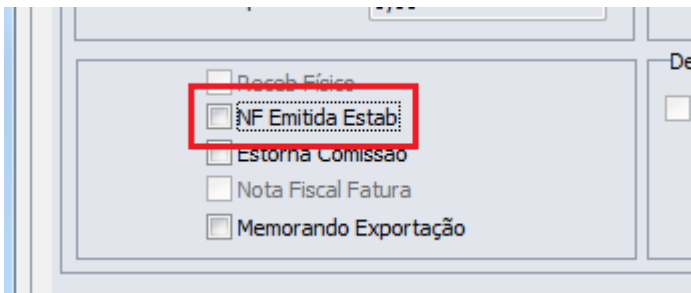 Receb Físico
NF Emitida Estab
Estorna Comissão
Nota Fiscal Fatura
Memorando Exportação
De